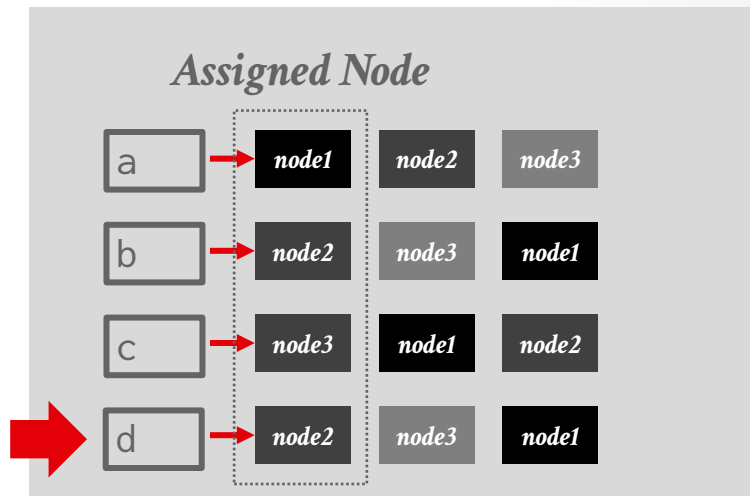 Assigned Node
a node1 node2 node3
b node2 node3 node1
c node3 node1 node2
d node2 node3 node1